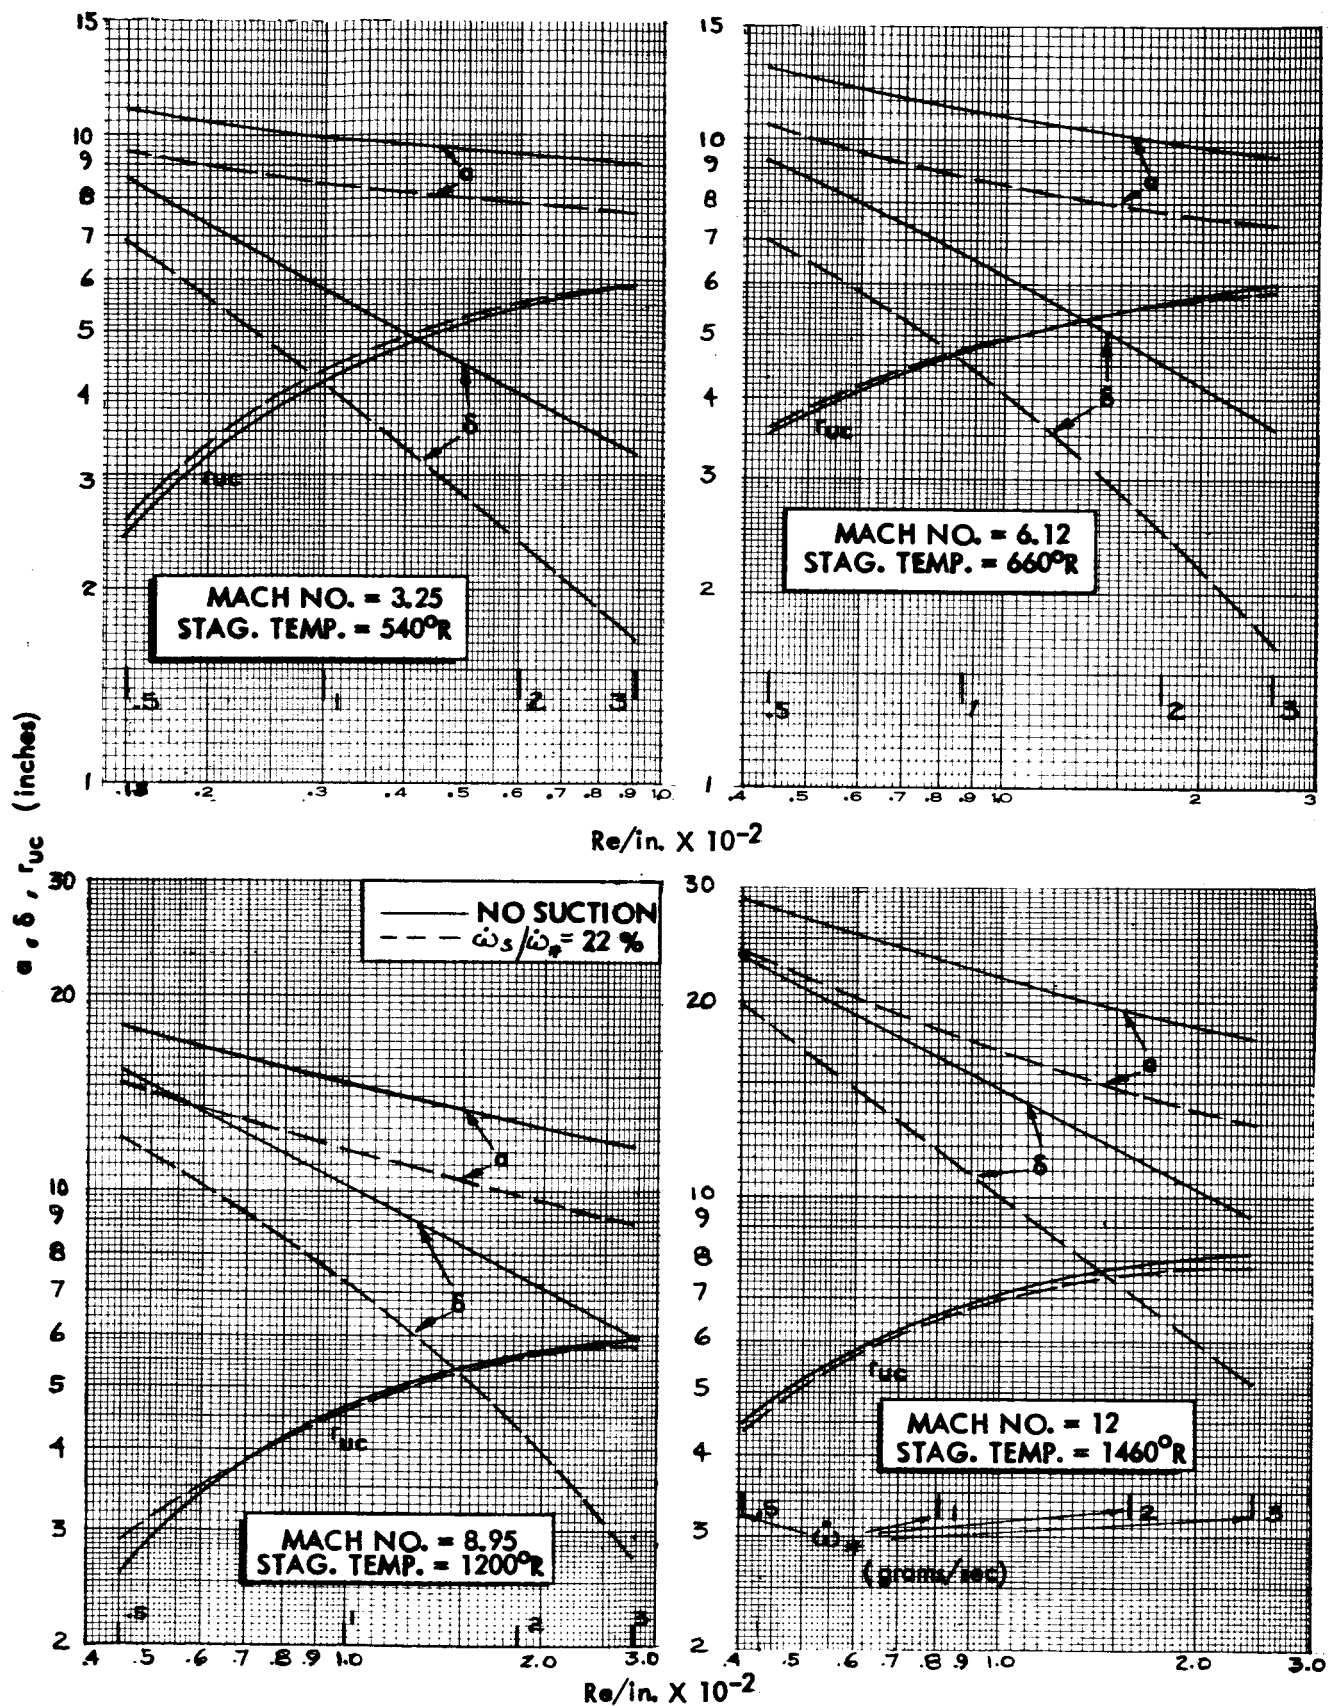 15
10
9
8
7
6
5
4
3
2
1
a
δ
r_uc
MACH NO. = 3.25
STAG. TEMP. = 540°R
.5 1 2 3
.15 .2 .3 .4 .5 .6 .7 .8 .9 1.0
15
10
9
8
7
6
5
4
3
2
1
a
δ
r_uc
MACH NO. = 6.12
STAG. TEMP. = 660°R
.5 1 2 3
.4 .5 .6 .7 .8 .9 1.0 2 3
a, δ, r_uc (inches)
Re/in. X 10⁻²
30
20
10
9
8
7
6
5
4
3
2
NO SUCTION
ẇ_s/ẇ_* = 22 %
a
δ
r_uc
MACH NO. = 8.95
STAG. TEMP. = 1200°R
.5 1 2 3
.4 .5 .6 .7 .8 .9 1.0 2.0 3.0
30
20
10
9
8
7
6
5
4
3
2
a
δ
r_uc
MACH NO. = 12
STAG. TEMP. = 1460°R
.5 1 2 3
ẇ_*
(grams/sec)
.4 .5 .6 .7 .8 .9 1.0 2.0 3.0
Re/in. X 10⁻²